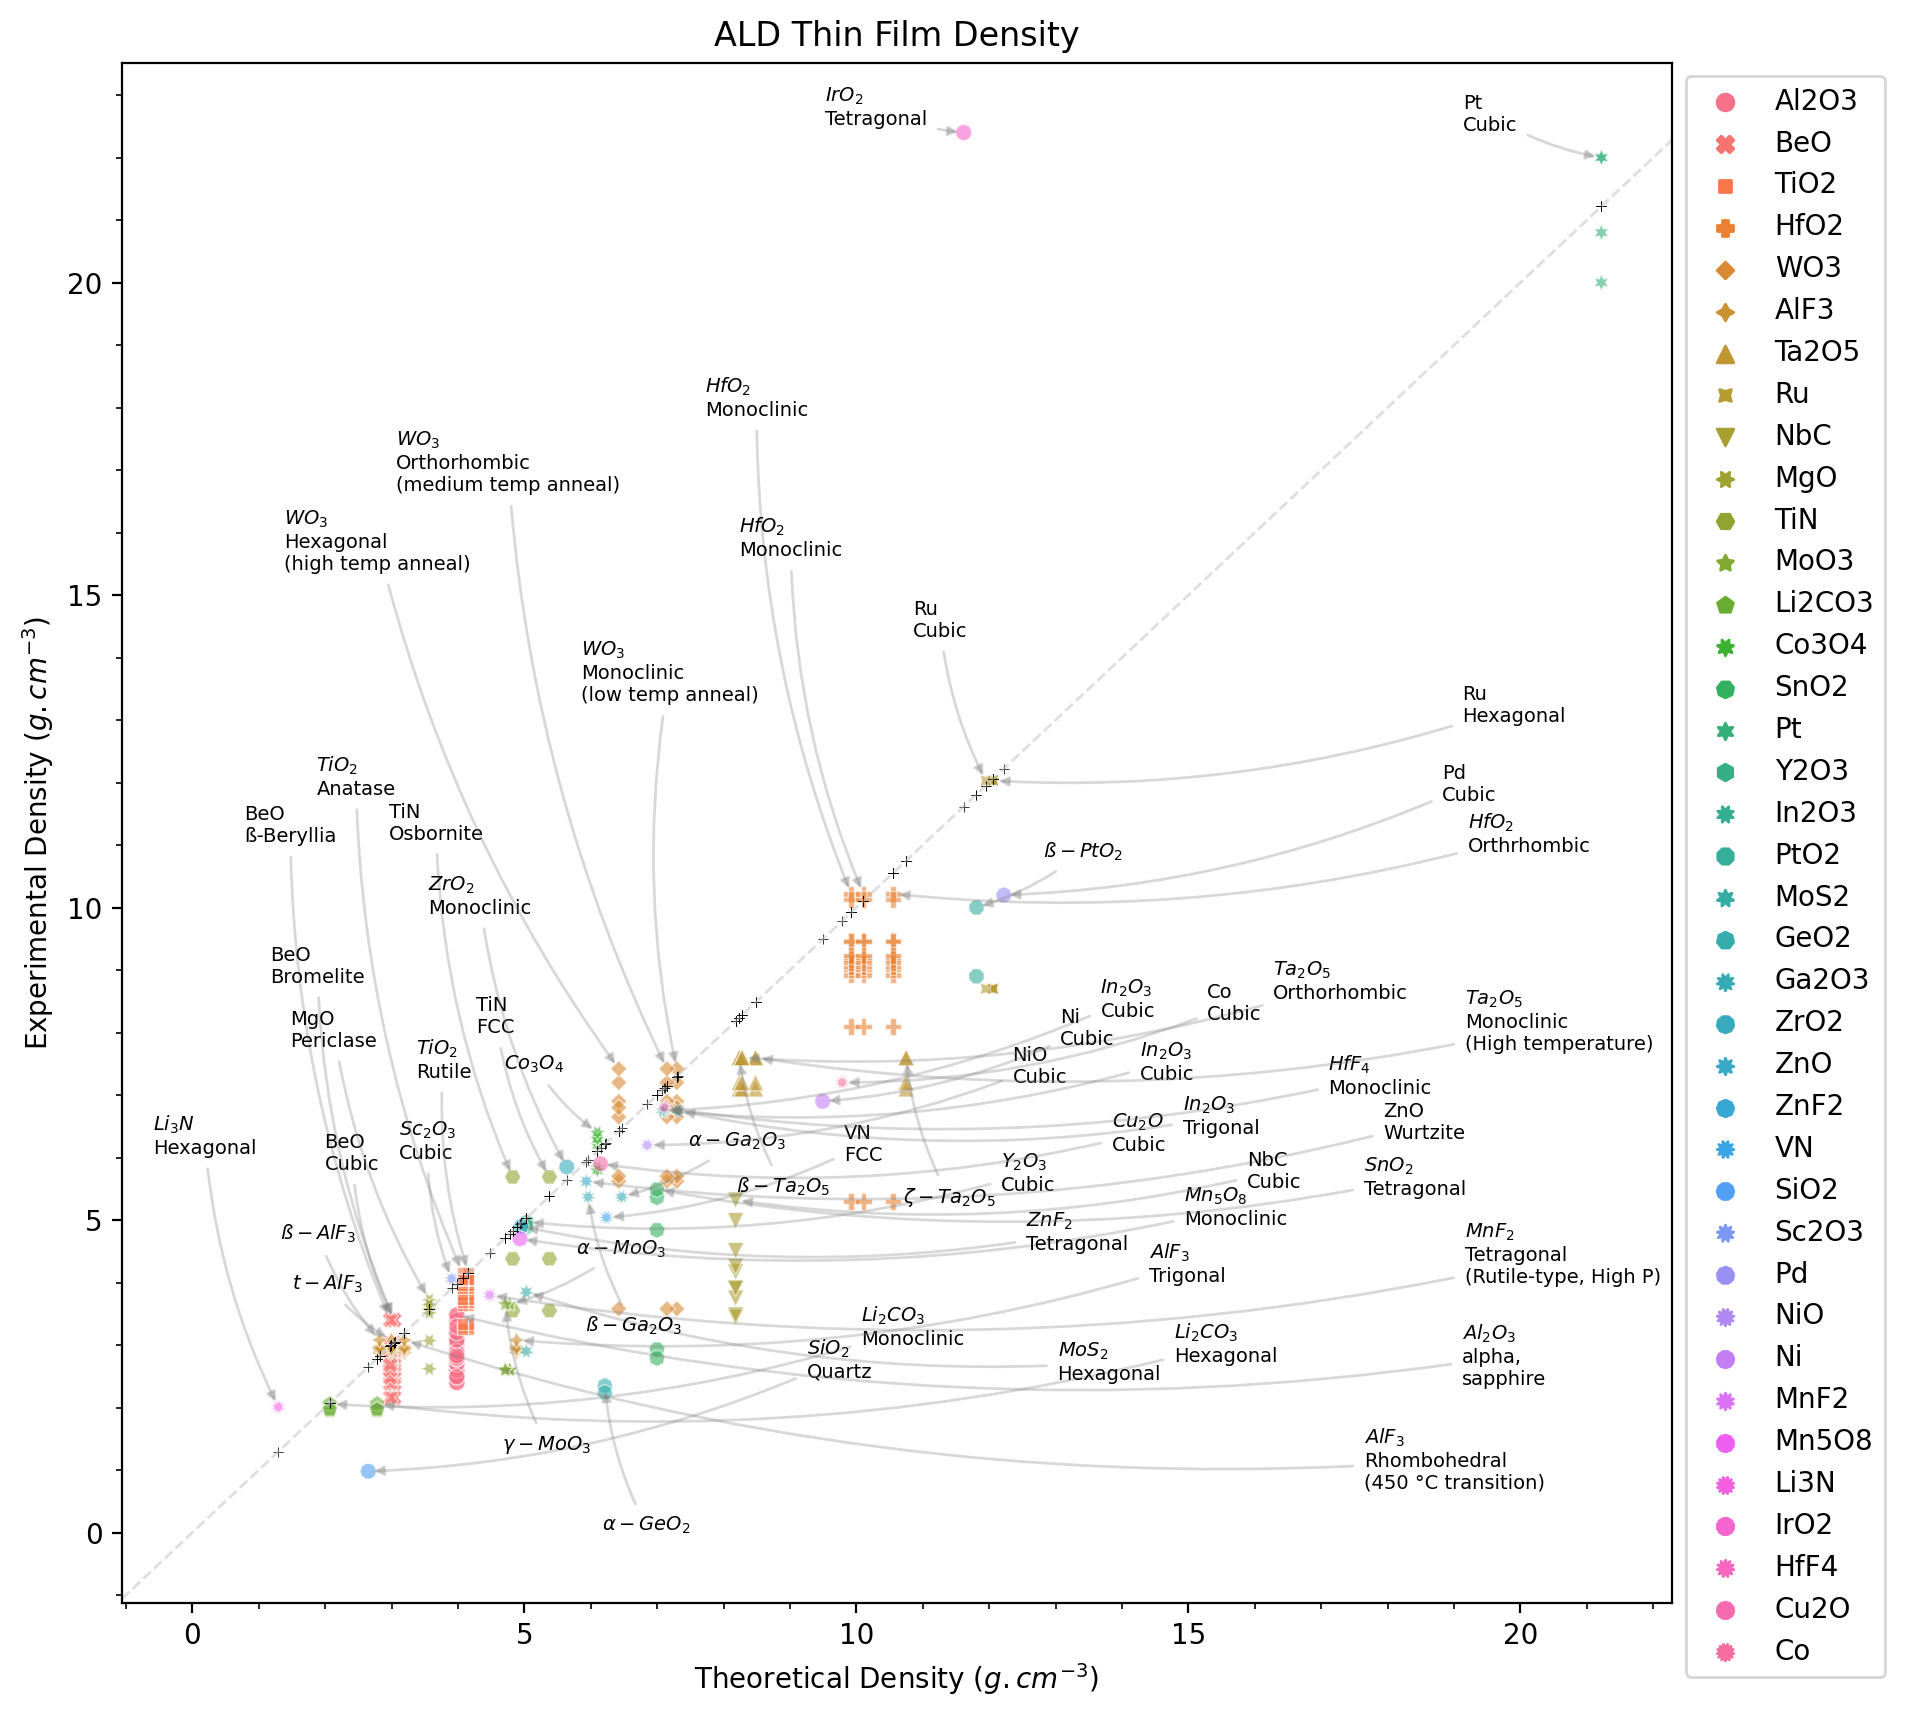 ALD Thin Film Density
IrO₂
Tetragonal
Pt
Cubic
HfO₂
Monoclinic
WO₃
Orthorhombic
(medium temp anneal)
WO₃
Hexagonal
(high temp anneal)
HfO₂
Monoclinic
Ru
Cubic
WO₃
Monoclinic
(low temp anneal)
Ru
Hexagonal
TiO₂
Anatase
Pd
Cubic
BeO
ß-Beryllia
TiN
Osbornite
HfO₂
Orthrhombic
ß − PtO₂
ZrO₂
Monoclinic
BeO
Bromelite
Ta₂O₅
Orthorhombic
In₂O₃
Cubic
Co
Cubic
Ta₂O₅
Monoclinic
(High temperature)
MgO
Periclase
TiN
FCC
Ni
Cubic
TiO₂
Rutile
Co₃O₄
NiO
Cubic
In₂O₃
Cubic
HfF₄
Monoclinic
Li₃N
Hexagonal
Sc₂O₃
Cubic
BeO
Cubic
α − Ga₂O₃
VN
FCC
Cu₂O
Cubic
In₂O₃
Trigonal
ZnO
Wurtzite
ß − Ta₂O₅
ζ − Ta₂O₅
Y₂O₃
Cubic
NbC
Cubic
SnO₂
Tetragonal
Mn₅O₈
Monoclinic
ß − AlF₃
α − MoO₃
ZnF₂
Tetragonal
AlF₃
Trigonal
MnF₂
Tetragonal
(Rutile-type, High P)
t − AlF₃
ß − Ga₂O₃
Li₂CO₃
Monoclinic
SiO₂
Quartz
MoS₂
Hexagonal
Li₂CO₃
Hexagonal
Al₂O₃
alpha,
sapphire
γ − MoO₃
AlF₃
Rhombohedral
(450 °C transition)
α − GeO₂
20
15
10
5
0
Experimental Density (g.cm⁻³)
0 5 10 15 20
Theoretical Density (g.cm⁻³)
Al2O3
BeO
TiO2
HfO2
WO3
AlF3
Ta2O5
Ru
NbC
MgO
TiN
MoO3
Li2CO3
Co3O4
SnO2
Pt
Y2O3
In2O3
PtO2
MoS2
GeO2
Ga2O3
ZrO2
ZnO
ZnF2
VN
SiO2
Sc2O3
Pd
NiO
Ni
MnF2
Mn5O8
Li3N
IrO2
HfF4
Cu2O
Co